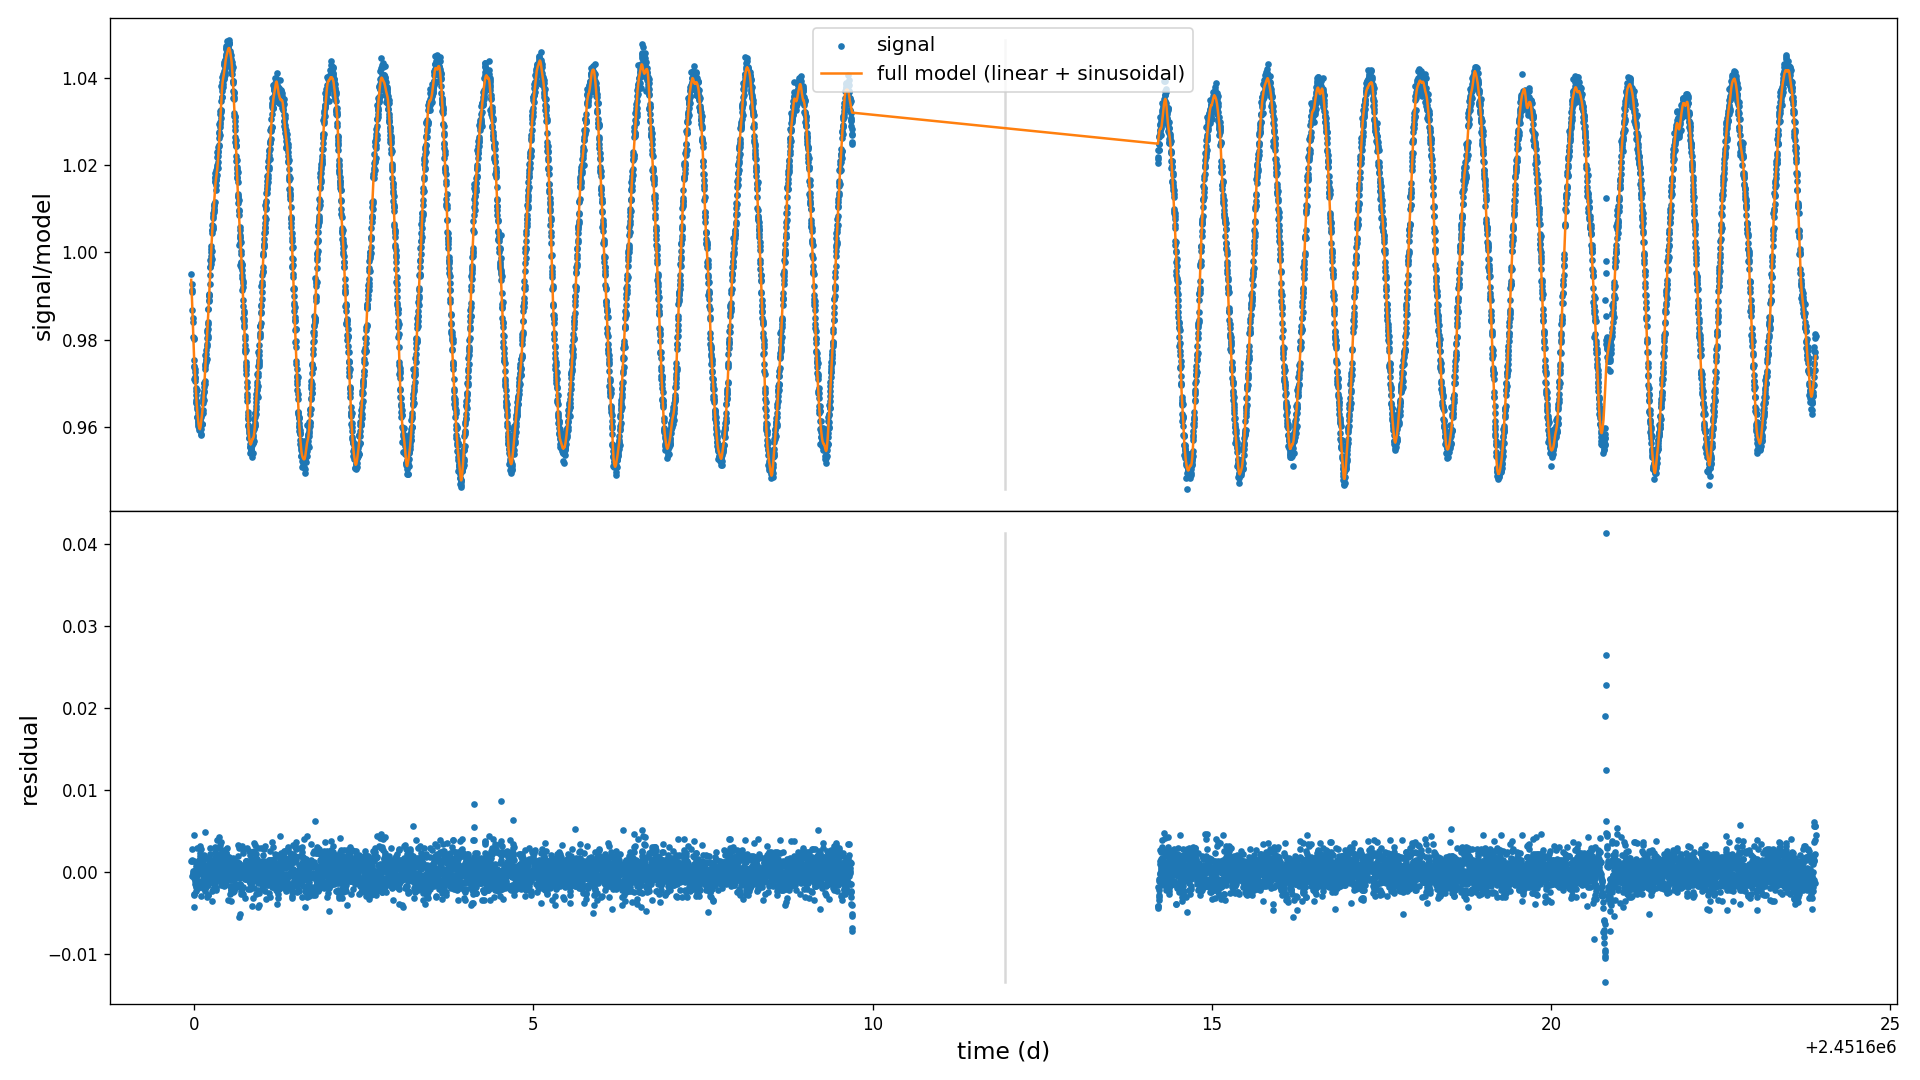 signal
full model (linear + sinusoidal)
signal/model
1.04
1.02
1.00
0.98
0.96
residual
0.04
0.03
0.02
0.01
0.00
−0.01
0
5
10
15
20
25
time (d)
+2.4516e6